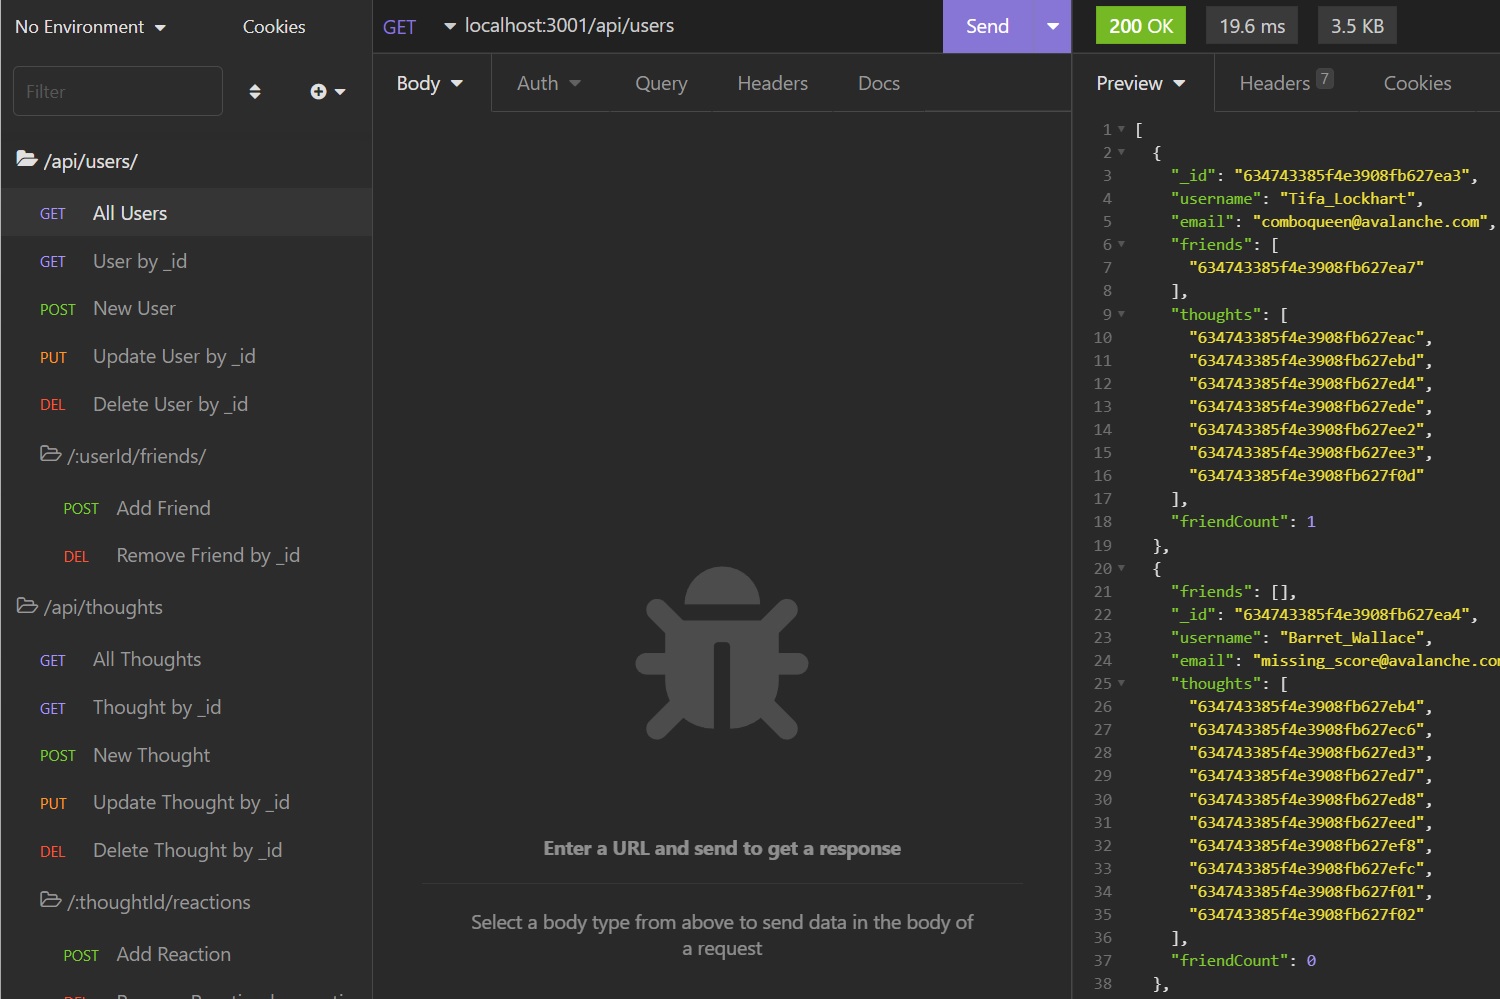 No Environment
Cookies
Filter
/api/users/
GET All Users
GET User by _id
POST New User
PUT Update User by _id
DEL Delete User by _id
/:userId/friends/
POST Add Friend
DEL Remove Friend by _id
/api/thoughts
GET All Thoughts
GET Thought by _id
POST New Thought
PUT Update Thought by _id
DEL Delete Thought by _id
/:thoughtId/reactions
POST Add Reaction
GET localhost:3001/api/users Send
Body Auth Query Headers Docs
Enter a URL and send to get a response
Select a body type from above to send data in the body of
a request
200 OK 19.6 ms 3.5 KB
Preview Headers 7 Cookies
1 [
2 {
3 "_id": "634743385f4e3908fb627ea3",
4 "username": "Tifa_Lockhart",
5 "email": "comboqueen@avalanche.com",
6 "friends": [
7 "634743385f4e3908fb627ea7"
8 ],
9 "thoughts": [
10 "634743385f4e3908fb627eac",
11 "634743385f4e3908fb627ebd",
12 "634743385f4e3908fb627ed4",
13 "634743385f4e3908fb627ede",
14 "634743385f4e3908fb627ee2",
15 "634743385f4e3908fb627ee3",
16 "634743385f4e3908fb627f0d"
17 ],
18 "friendCount": 1
19 },
20 {
21 "friends": [],
22 "_id": "634743385f4e3908fb627ea4",
23 "username": "Barret_Wallace",
24 "email": "missing_score@avalanche.co
25 "thoughts": [
26 "634743385f4e3908fb627eb4",
27 "634743385f4e3908fb627ec6",
28 "634743385f4e3908fb627ed3",
29 "634743385f4e3908fb627ed7",
30 "634743385f4e3908fb627ed8",
31 "634743385f4e3908fb627eed",
32 "634743385f4e3908fb627ef8",
33 "634743385f4e3908fb627efc",
34 "634743385f4e3908fb627f01",
35 "634743385f4e3908fb627f02"
36 ],
37 "friendCount": 0
38 },